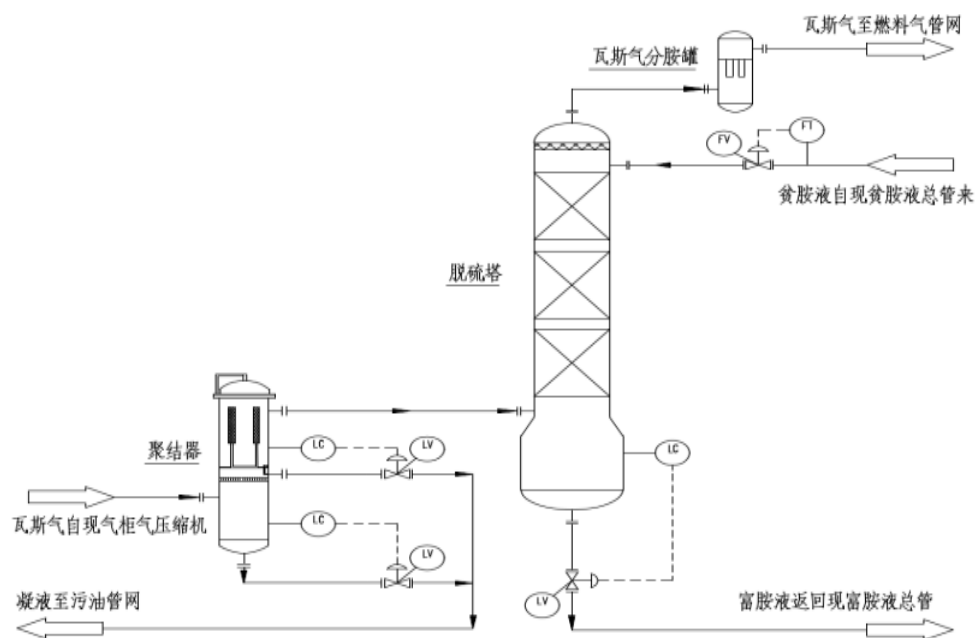 瓦斯气至燃料气管网
瓦斯气分胺罐
FV
FT
贫胺液自现贫胺液总管来
脱硫塔
聚结器
LC
LV
LC
瓦斯气自现气柜气压缩机
LC
LV
LV
凝液至污油管网
富胺液返回现富胺液总管